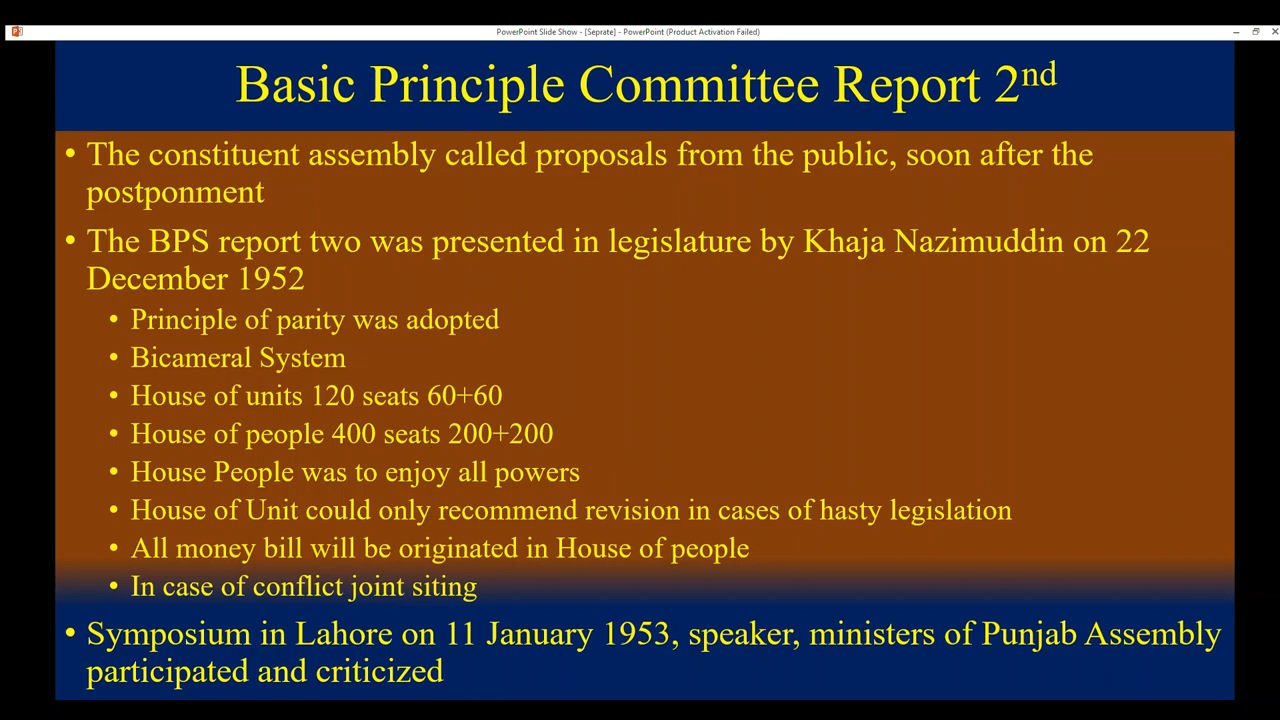 PowerPoint Slide Show - [Seprate] - PowerPoint (Product Activation Failed)
Basic Principle Committee Report 2nd
• The constituent assembly called proposals from the public, soon after the
postponment
• The BPS report two was presented in legislature by Khaja Nazimuddin on 22
December 1952
• Principle of parity was adopted
• Bicameral System
• House of units 120 seats 60+60
• House of people 400 seats 200+200
• House People was to enjoy all powers
• House of Unit could only recommend revision in cases of hasty legislation
• All money bill will be originated in House of people
• In case of conflict joint siting
• Symposium in Lahore on 11 January 1953, speaker, ministers of Punjab Assembly
participated and criticized